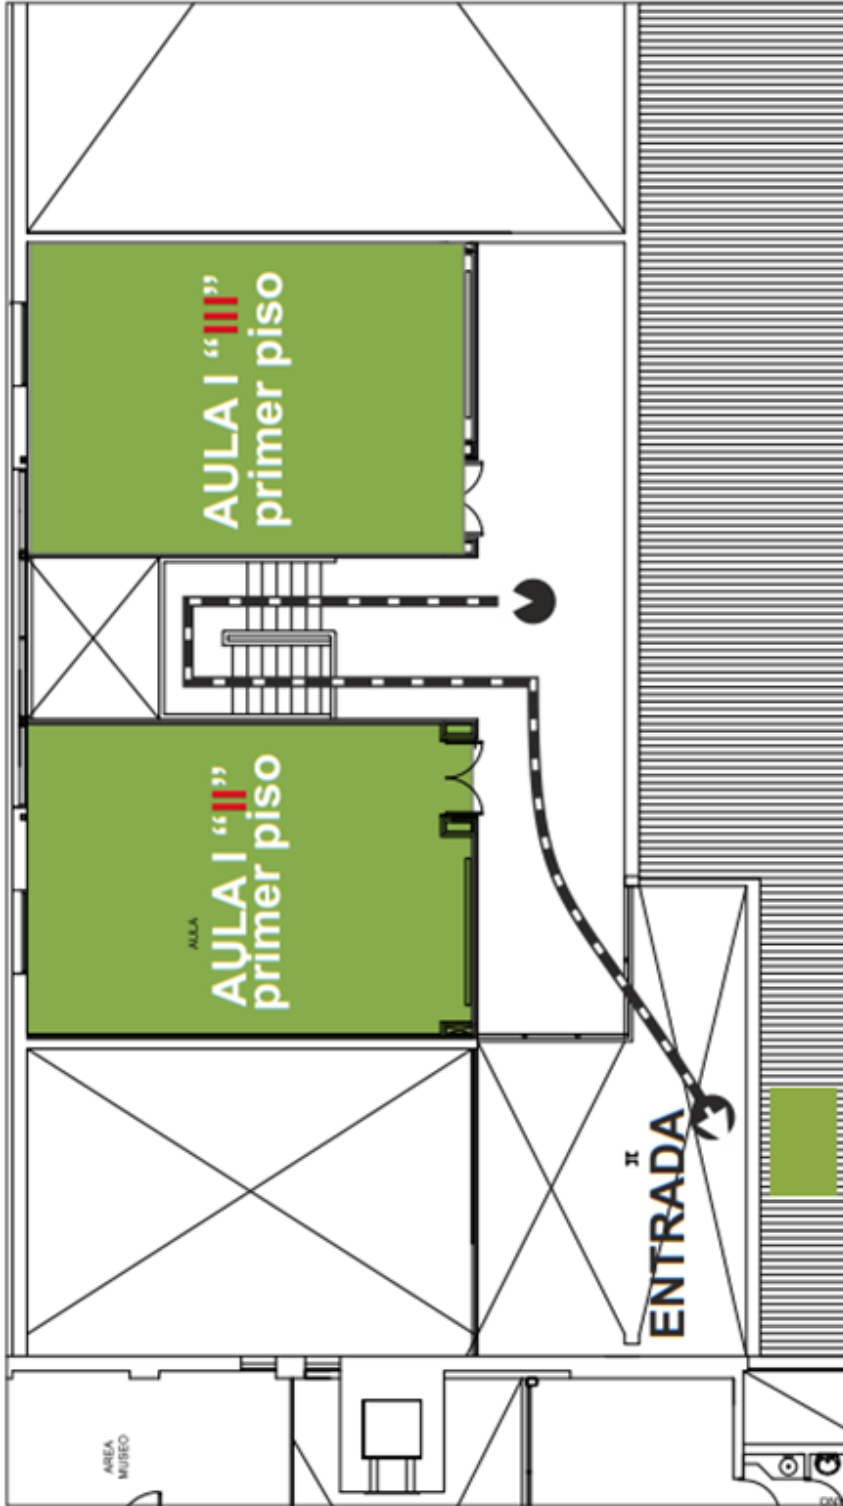 AULA I “III”
primer piso
AULA I “II”
primer piso
AULA
ENTRADA
AREA
MUSEO